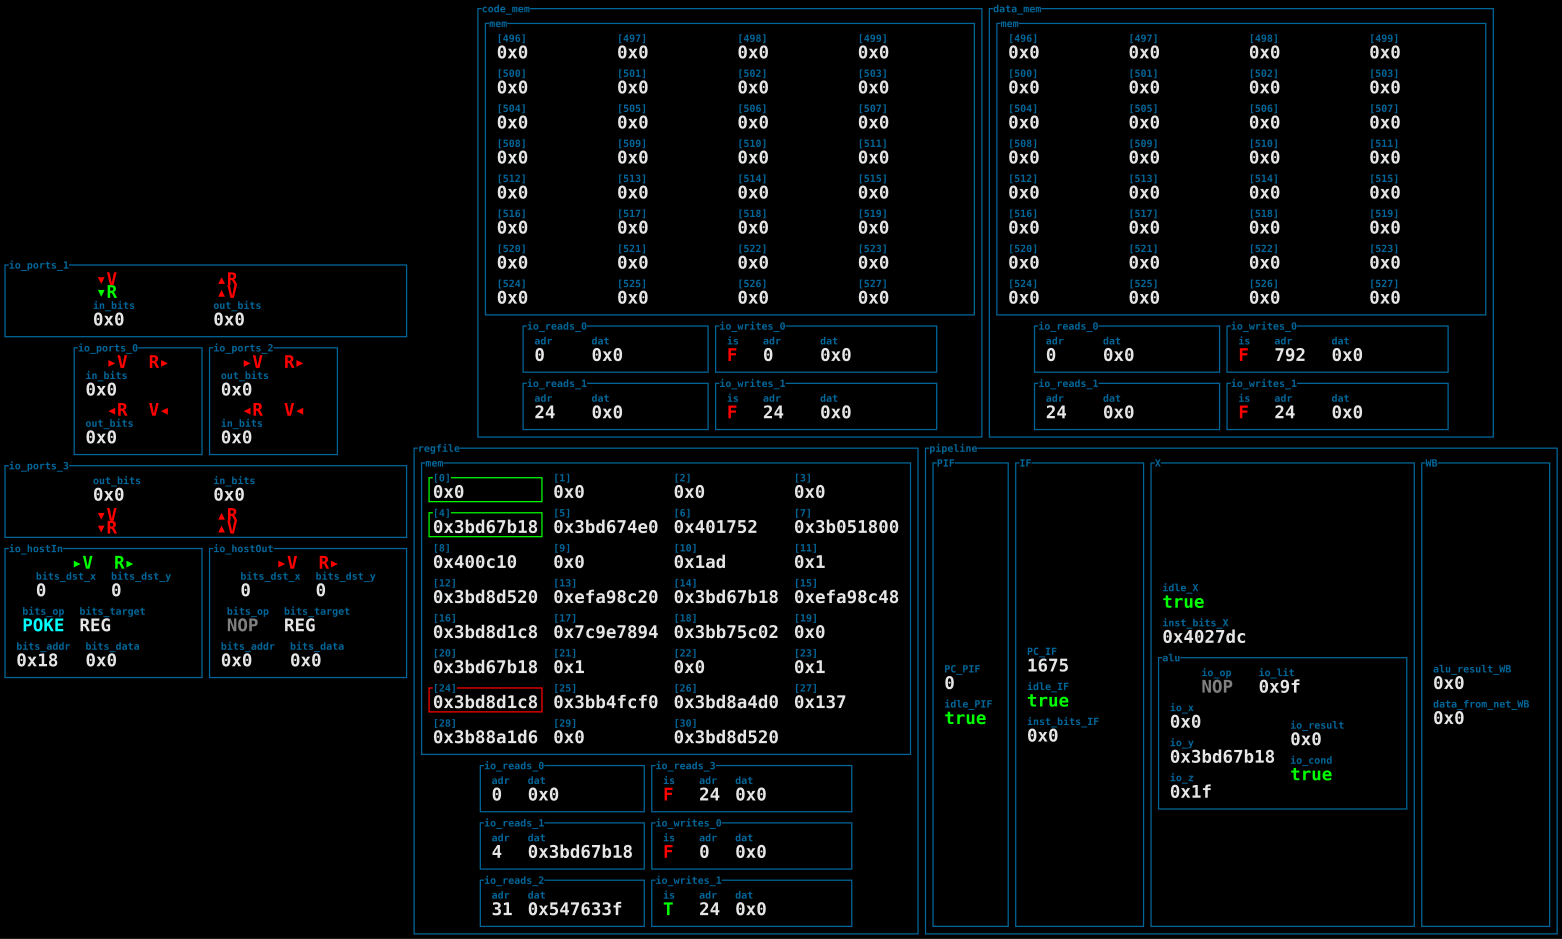 code_mem
mem
[496] [497] [498] [499]
0x0 0x0 0x0 0x0
[500] [501] [502] [503]
0x0 0x0 0x0 0x0
[504] [505] [506] [507]
0x0 0x0 0x0 0x0
[508] [509] [510] [511]
0x0 0x0 0x0 0x0
[512] [513] [514] [515]
0x0 0x0 0x0 0x0
[516] [517] [518] [519]
0x0 0x0 0x0 0x0
[520] [521] [522] [523]
0x0 0x0 0x0 0x0
[524] [525] [526] [527]
0x0 0x0 0x0 0x0
io_reads_0
adr dat
0 0x0
io_writes_0
is adr dat
F 0 0x0
io_reads_1
adr dat
24 0x0
io_writes_1
is adr dat
F 24 0x0
data_mem
mem
[496] [497] [498] [499]
0x0 0x0 0x0 0x0
[500] [501] [502] [503]
0x0 0x0 0x0 0x0
[504] [505] [506] [507]
0x0 0x0 0x0 0x0
[508] [509] [510] [511]
0x0 0x0 0x0 0x0
[512] [513] [514] [515]
0x0 0x0 0x0 0x0
[516] [517] [518] [519]
0x0 0x0 0x0 0x0
[520] [521] [522] [523]
0x0 0x0 0x0 0x0
[524] [525] [526] [527]
0x0 0x0 0x0 0x0
io_reads_0
adr dat
0 0x0
io_writes_0
is adr dat
F 792 0x0
io_reads_1
adr dat
24 0x0
io_writes_1
is adr dat
F 24 0x0
io_ports_1
▾V ▴R
▾R ▴V
in_bits out_bits
0x0 0x0
io_ports_0
▸V R▸
in_bits
0x0
◂R V◂
out_bits
0x0
io_ports_2
▸V R▸
out_bits
0x0
◂R V◂
in_bits
0x0
io_ports_3
out_bits in_bits
0x0 0x0
▾V ▴R
▾R ▴V
io_hostIn
▸V R▸
bits_dst_x bits_dst_y
0 0
bits_op bits_target
POKE REG
bits_addr bits_data
0x18 0x0
io_hostOut
▸V R▸
bits_dst_x bits_dst_y
0 0
bits_op bits_target
NOP REG
bits_addr bits_data
0x0 0x0
regfile
mem
[0] [1] [2] [3]
0x0 0x0 0x0 0x0
[4] [5] [6] [7]
0x3bd67b18 0x3bd674e0 0x401752 0x3b051800
[8] [9] [10] [11]
0x400c10 0x0 0x1ad 0x1
[12] [13] [14] [15]
0x3bd8d520 0xefa98c20 0x3bd67b18 0xefa98c48
[16] [17] [18] [19]
0x3bd8d1c8 0x7c9e7894 0x3bb75c02 0x0
[20] [21] [22] [23]
0x3bd67b18 0x1 0x0 0x1
[24] [25] [26] [27]
0x3bd8d1c8 0x3bb4fcf0 0x3bd8a4d0 0x137
[28] [29] [30]
0x3b88a1d6 0x0 0x3bd8d520
io_reads_0
adr dat
0 0x0
io_reads_3
is adr dat
F 24 0x0
io_reads_1
adr dat
4 0x3bd67b18
io_writes_0
is adr dat
F 0 0x0
io_reads_2
adr dat
31 0x547633f
io_writes_1
is adr dat
T 24 0x0
pipeline
PIF
PC_PIF
0
idle_PIF
true
IF
PC_IF
1675
idle_IF
true
inst_bits_IF
0x0
X
idle_X
true
inst_bits_X
0x4027dc
alu
io_op io_lit
NOP 0x9f
io_x
0x0
io_y
0x3bd67b18
io_z
0x1f
io_result
0x0
io_cond
true
WB
alu_result_WB
0x0
data_from_net_WB
0x0